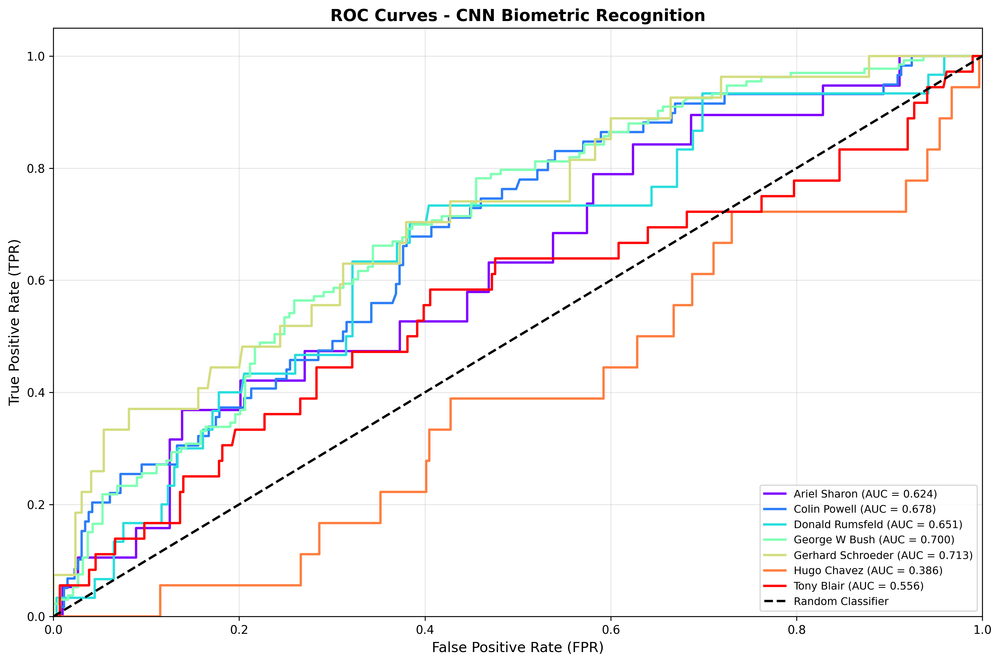 ROC Curves - CNN Biometric Recognition
True Positive Rate (TPR)
1.0
0.8
0.6
0.4
0.2
0.0
0.0 0.2 0.4 0.6 0.8 1.0
False Positive Rate (FPR)
Ariel Sharon (AUC = 0.624)
Colin Powell (AUC = 0.678)
Donald Rumsfeld (AUC = 0.651)
George W Bush (AUC = 0.700)
Gerhard Schroeder (AUC = 0.713)
Hugo Chavez (AUC = 0.386)
Tony Blair (AUC = 0.556)
Random Classifier